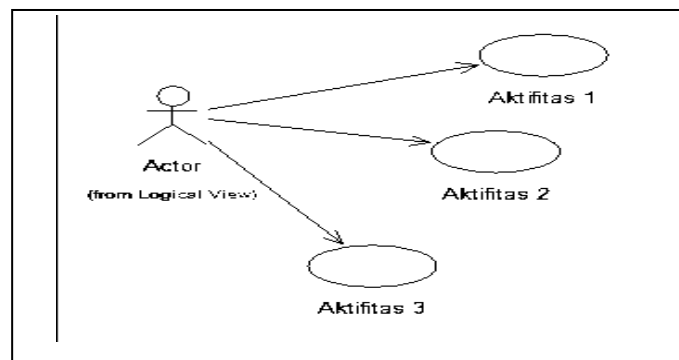 Aktifitas 1
Actor
(from Logical View)
Aktifitas 2
Aktifitas 3